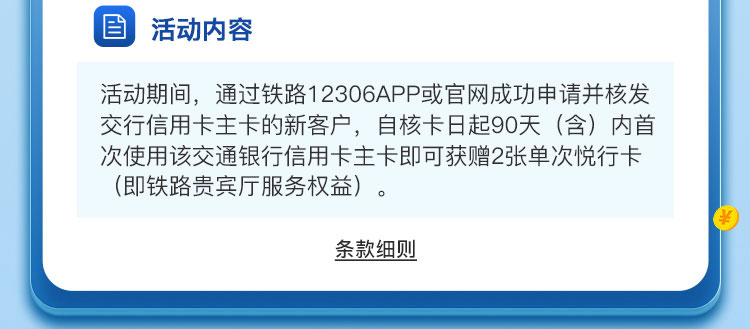 活动内容
活动期间，通过铁路12306APP或官网成功申请并核发
交行信用卡主卡的新客户，自核卡日起90天（含）内首
次使用该交通银行信用卡主卡即可获赠2张单次悦行卡
（即铁路贵宾厅服务权益）。
条款细则